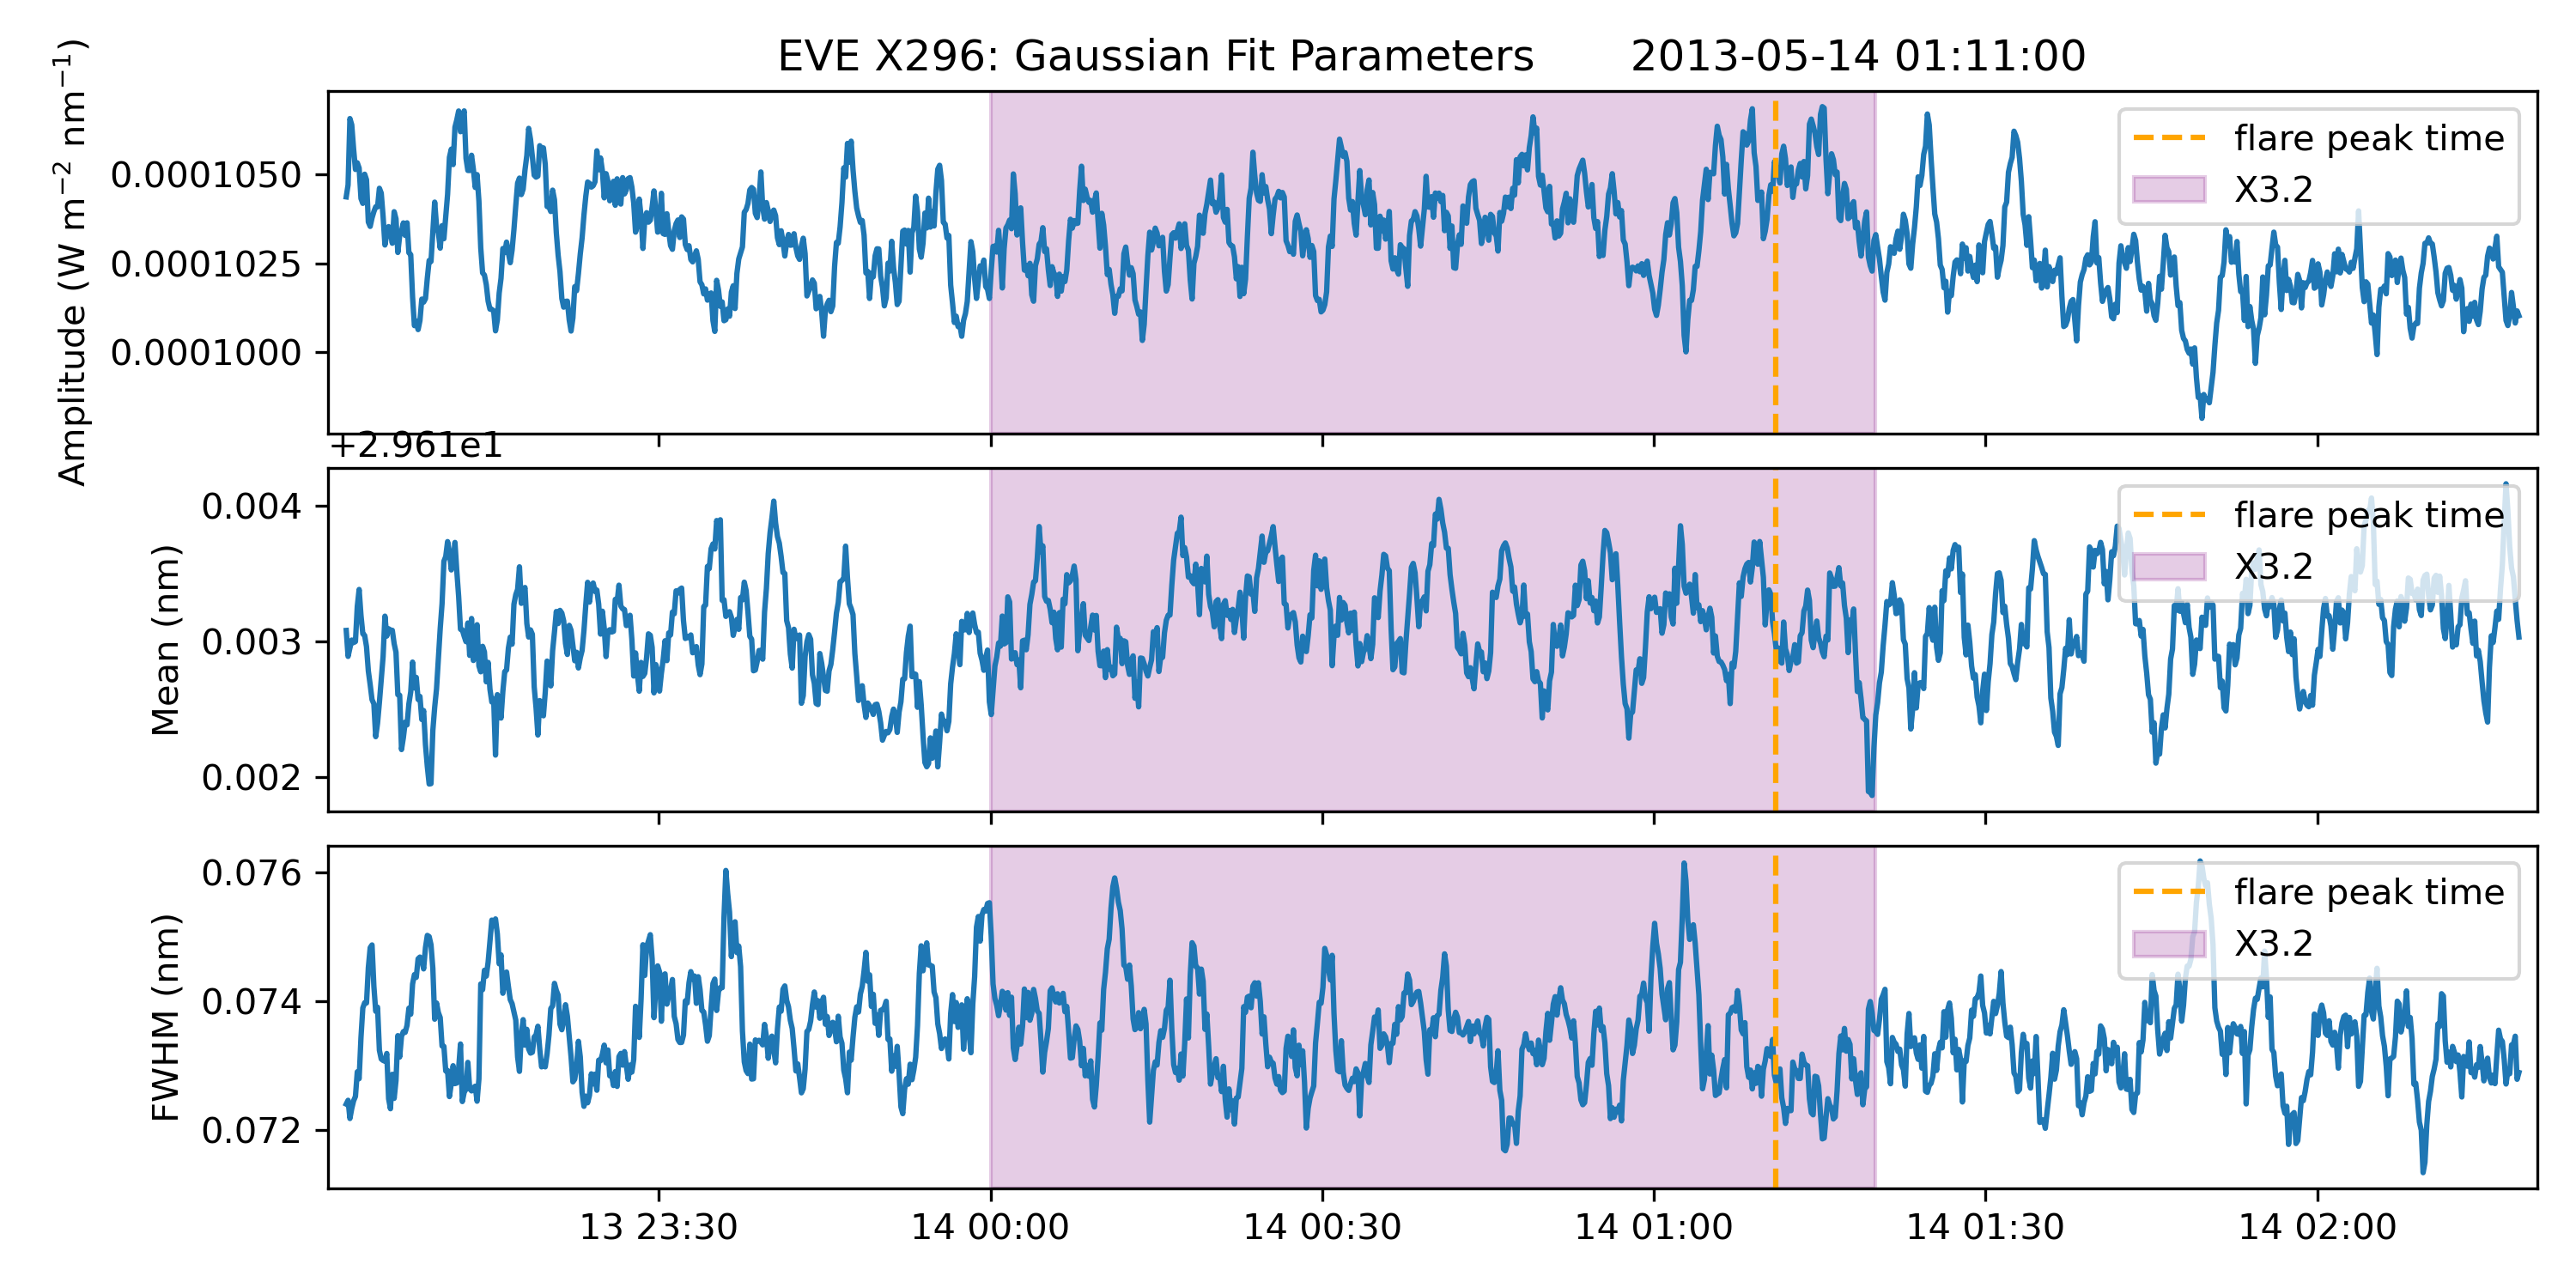 EVE X296: Gaussian Fit Parameters 2013-05-14 01:11:00
Amplitude (W m⁻² nm⁻¹)
0.0001050
0.0001025
0.0001000
flare peak time
X3.2
+2.961e1
Mean (nm)
0.004
0.003
0.002
flare peak time
X3.2
FWHM (nm)
0.076
0.074
0.072
flare peak time
X3.2
13 23:30 14 00:00 14 00:30 14 01:00 14 01:30 14 02:00